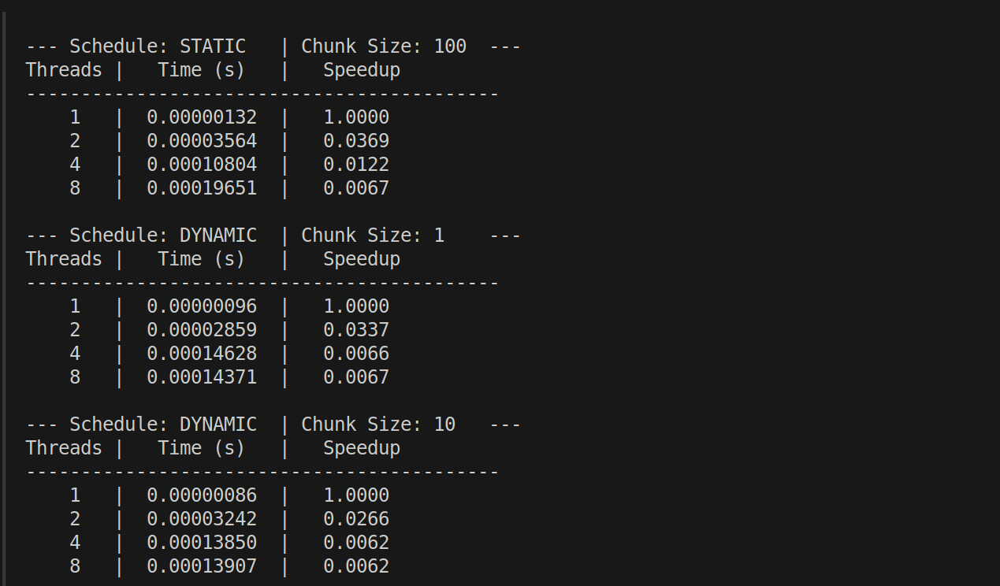 --- Schedule: STATIC   | Chunk Size: 100  ---
Threads |   Time (s)   |   Speedup
-------------------------------------------
    1   |  0.00000132  |   1.0000
    2   |  0.00003564  |   0.0369
    4   |  0.00010804  |   0.0122
    8   |  0.00019651  |   0.0067
--- Schedule: DYNAMIC  | Chunk Size: 1    ---
Threads |   Time (s)   |   Speedup
-------------------------------------------
    1   |  0.00000096  |   1.0000
    2   |  0.00002859  |   0.0337
    4   |  0.00014628  |   0.0066
    8   |  0.00014371  |   0.0067
--- Schedule: DYNAMIC  | Chunk Size: 10   ---
Threads |   Time (s)   |   Speedup
-------------------------------------------
    1   |  0.00000086  |   1.0000
    2   |  0.00003242  |   0.0266
    4   |  0.00013850  |   0.0062
    8   |  0.00013907  |   0.0062